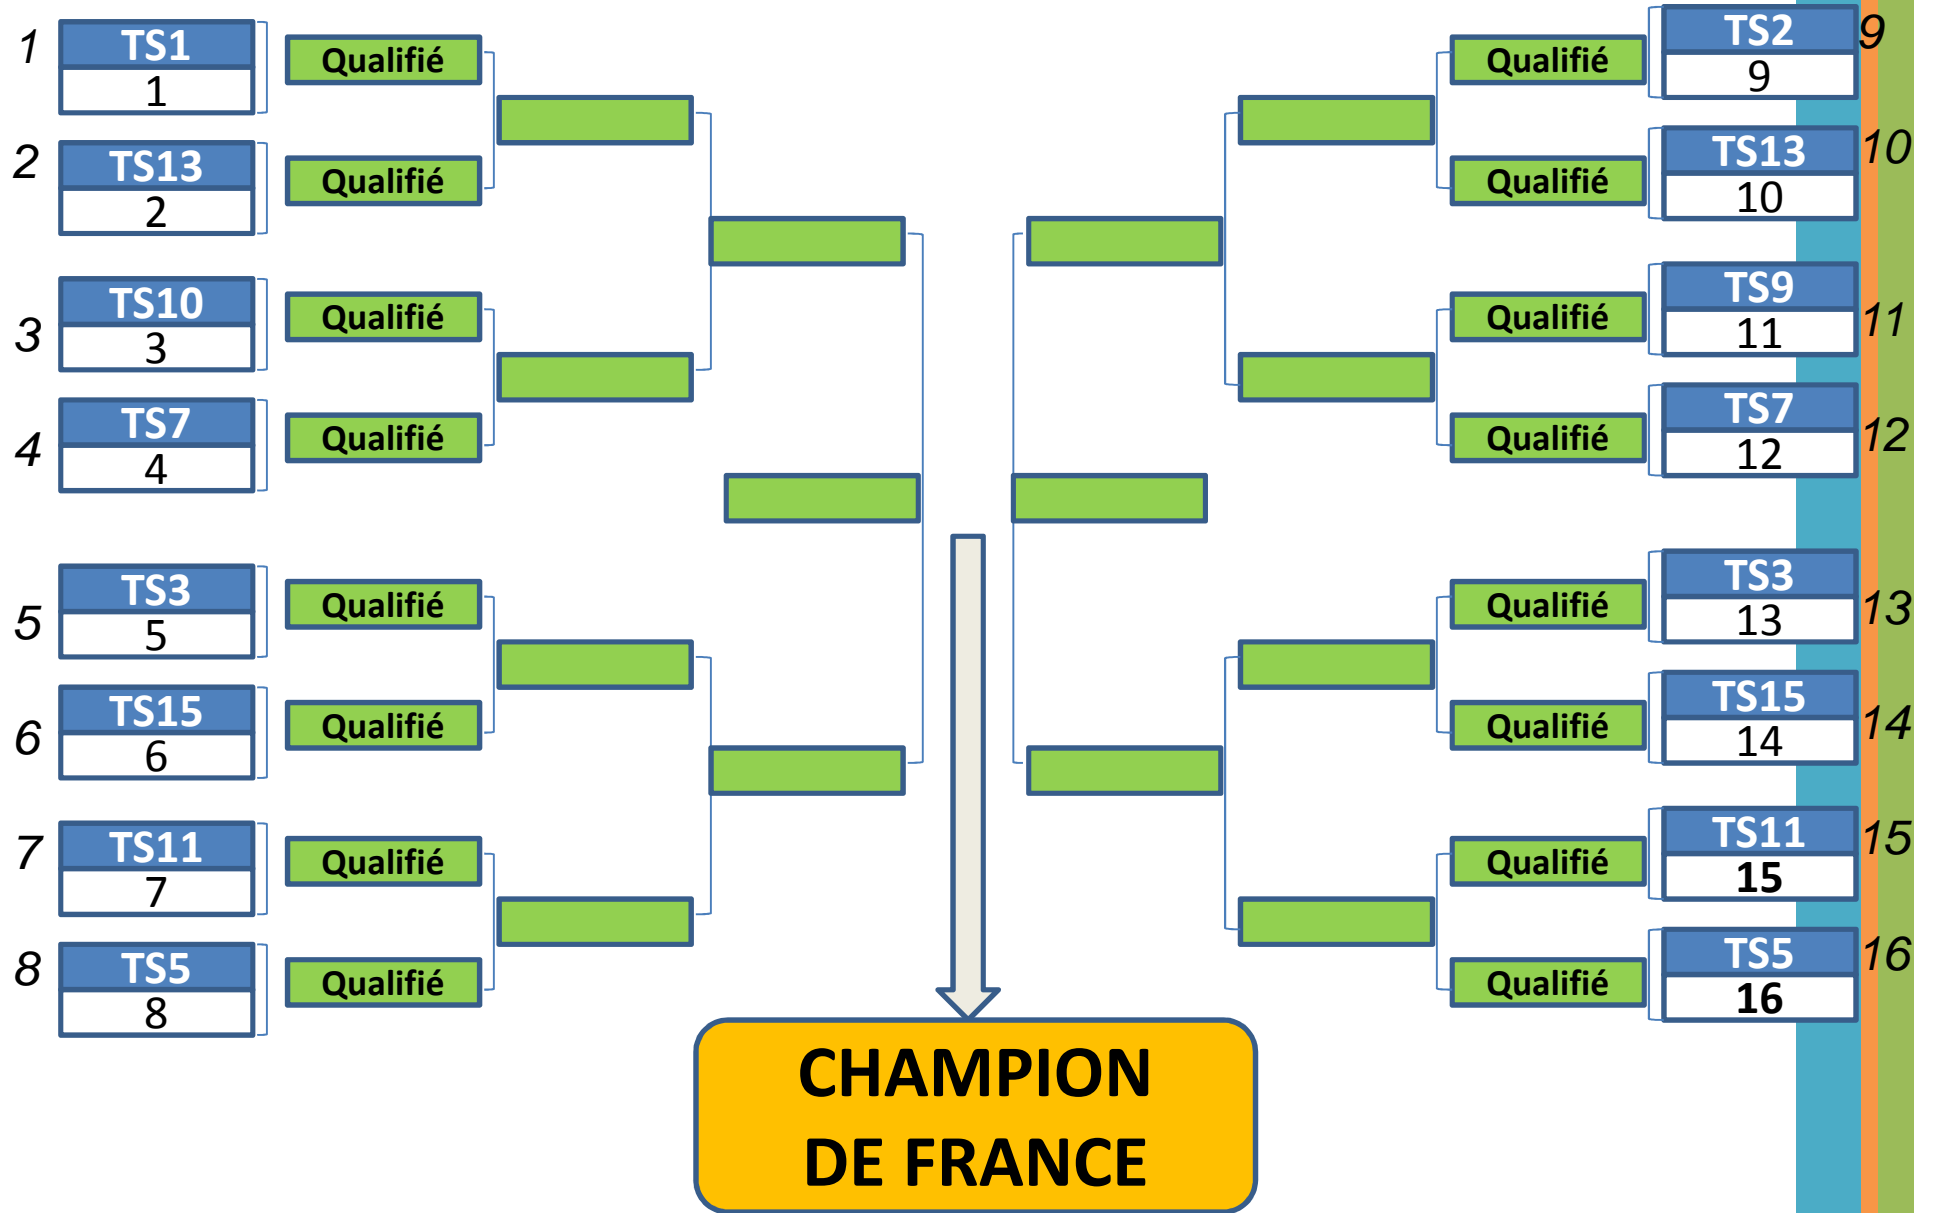 1
TS1
1
Qualifié
2
TS13
2
Qualifié
3
TS10
3
Qualifié
4
TS7
4
Qualifié
5
TS3
5
Qualifié
6
TS15
6
Qualifié
7
TS11
7
Qualifié
8
TS5
8
Qualifié
Qualifié
TS2
9
9
Qualifié
TS13
10
10
Qualifié
TS9
11
11
Qualifié
TS7
12
12
Qualifié
TS3
13
13
Qualifié
TS15
14
14
Qualifié
TS11
15
15
Qualifié
TS5
16
16
CHAMPION
DE FRANCE